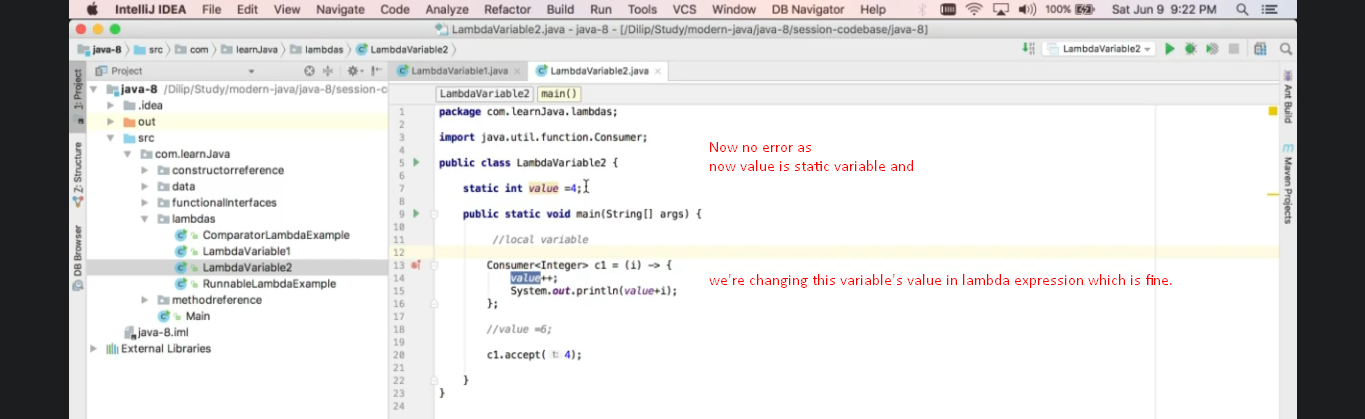 IntelliJ IDEA File Edit View Navigate Code Analyze Refactor Build Run Tools VCS Window DB Navigator Help 100% Sat Jun 9 9:22 PM
LambdaVariable2.java - java-8 - [/Dilip/Study/modern-java/java-8/session-codebase/java-8]
java-8 src com learnJava lambdas LambdaVariable2 LambdaVariable2
Project LambdaVariable1.java LambdaVariable2.java
java-8 /Dilip/Study/modern-java/java-8/session-c
.idea
out
src
com.learnJava
constructorreference
data
functionalInterfaces
lambdas
ComparatorLambdaExample
LambdaVariable1
LambdaVariable2
RunnableLambdaExample
methodreference
Main
java-8.iml
External Libraries
1: Project
Z: Structure
DB Browser
LambdaVariable2 main()
1 package com.learnJava.lambdas;
2
3 import java.util.function.Consumer;
4
5 public class LambdaVariable2 {
6
7 static int value =4;
8
9 public static void main(String[] args) {
10
11 //local variable
12
13 Consumer<Integer> c1 = (i) -> {
14 value++;
15 System.out.println(value+i);
16 };
17
18 //value =6;
19
20 c1.accept( t: 4);
21
22 }
23 }
24
Now no error as
now value is static variable and
we're changing this variable's value in lambda expression which is fine.
Ant Build
Maven Projects